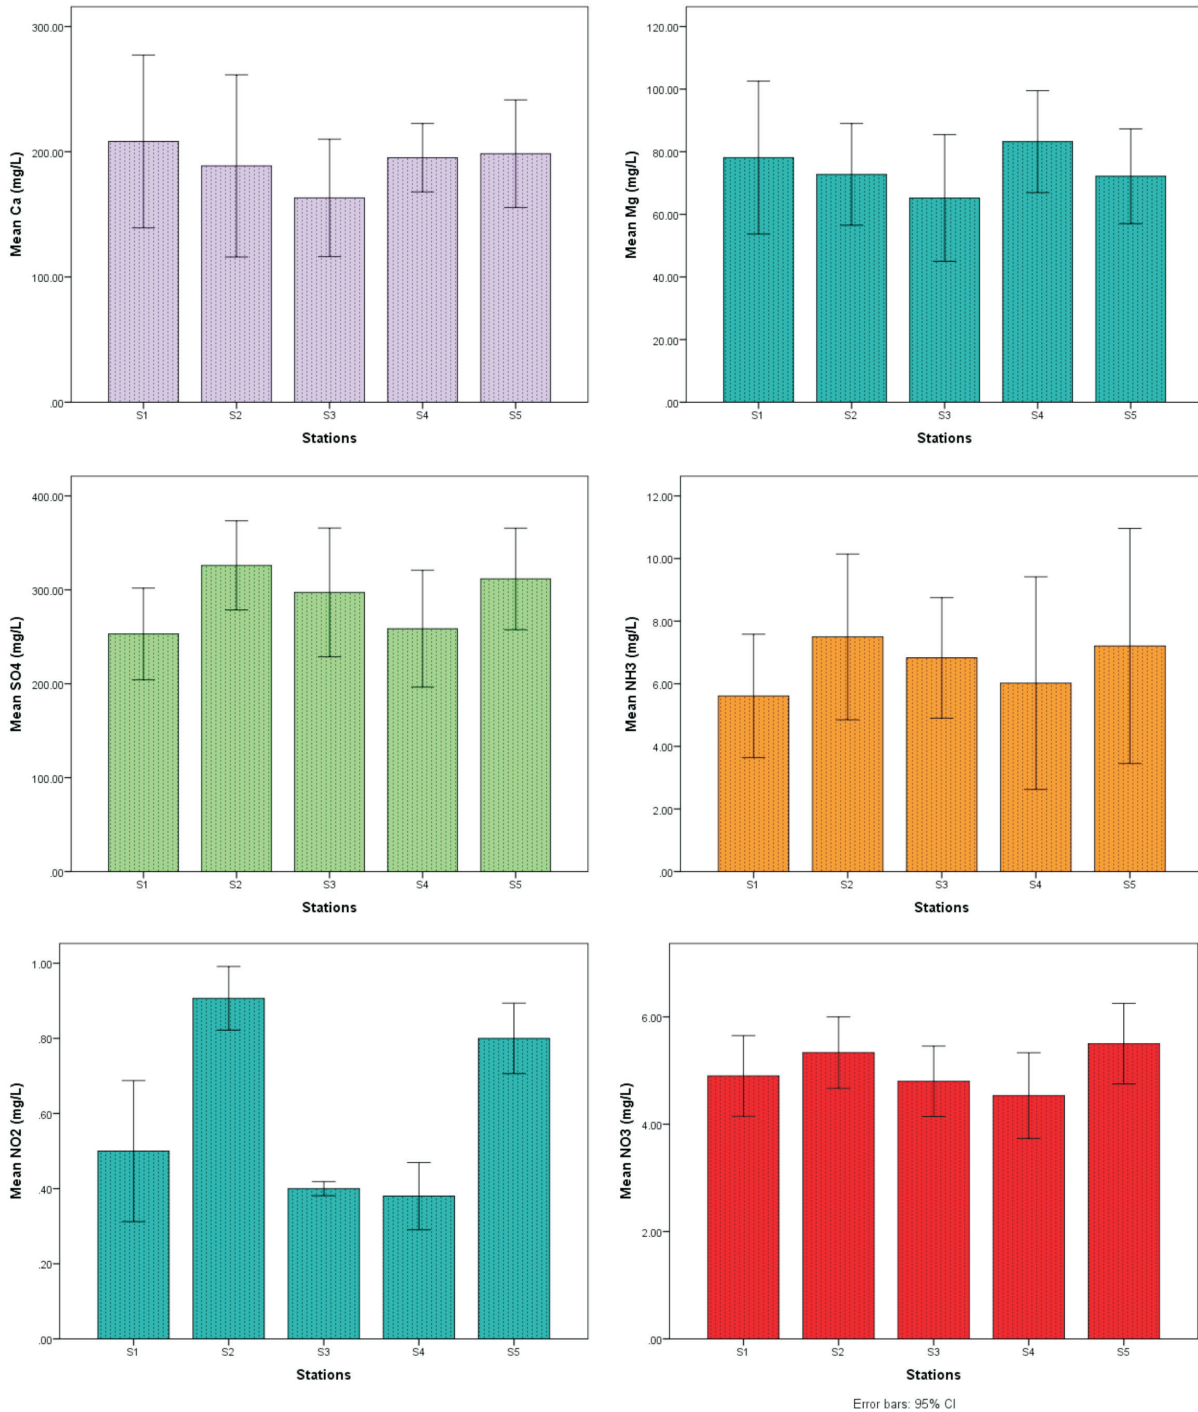 Mean Ca (mg/L)
300.00
200.00
100.00
.00
S1 S2 S3 S4 S5
Stations
Mean Mg (mg/L)
120.00
100.00
80.00
60.00
40.00
20.00
.00
S1 S2 S3 S4 S5
Stations
Mean SO4 (mg/L)
400.00
300.00
200.00
100.00
.00
S1 S2 S3 S4 S5
Stations
Mean NH3 (mg/L)
12.00
10.00
8.00
6.00
4.00
2.00
.00
S1 S2 S3 S4 S5
Stations
Mean NO2 (mg/L)
1.00
.80
.60
.40
.20
.00
S1 S2 S3 S4 S5
Stations
Mean NO3 (mg/L)
6.00
4.00
2.00
.00
S1 S2 S3 S4 S5
Stations
Error bars: 95% CI